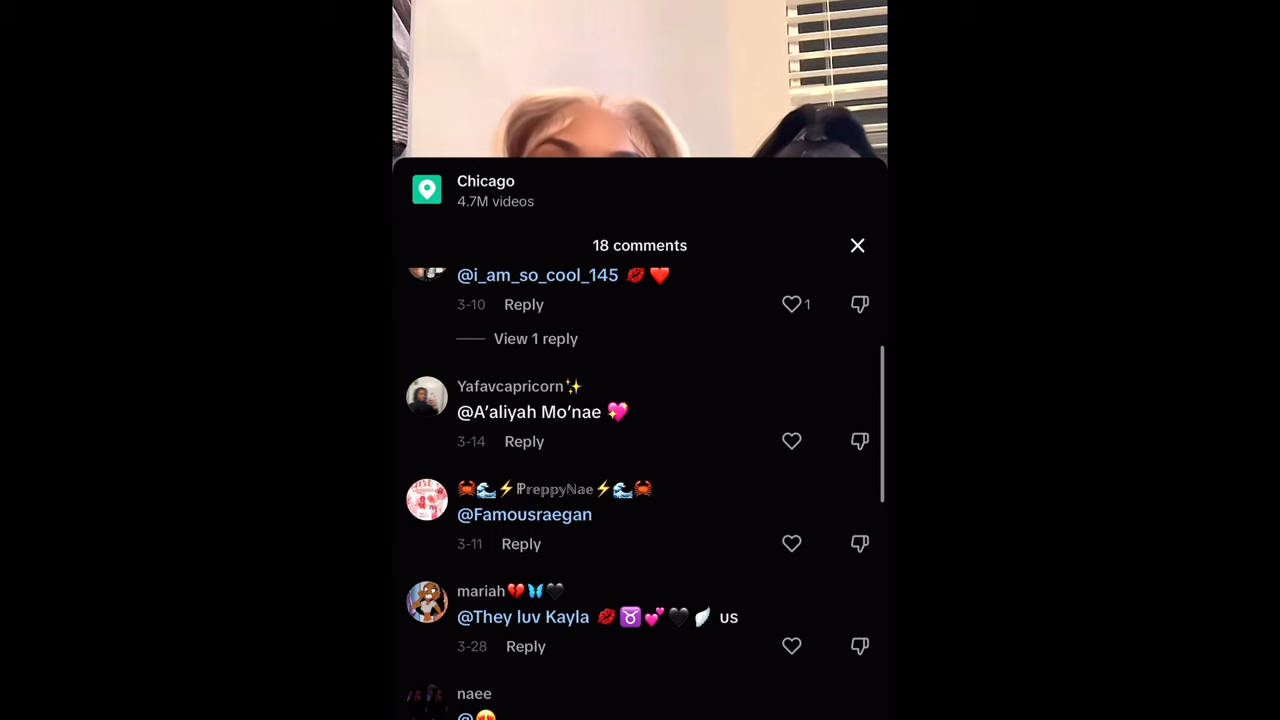 Chicago
4.7M videos
18 comments
@i_am_so_cool_145 💋❤️
3-10 Reply 1
View 1 reply
Yafavcapricorn✨
@A’aliyah Mo’nae 💖
3-14 Reply
🦀🌊⚡ℙ𝕣𝕖𝕡𝕡𝕪ℕ𝕒𝕖⚡🌊🦀
@Famousraegan
3-11 Reply
mariah💔🦋🖤
@They luv Kayla 💋♉💕🖤🪽 us
3-28 Reply
naee
@😍